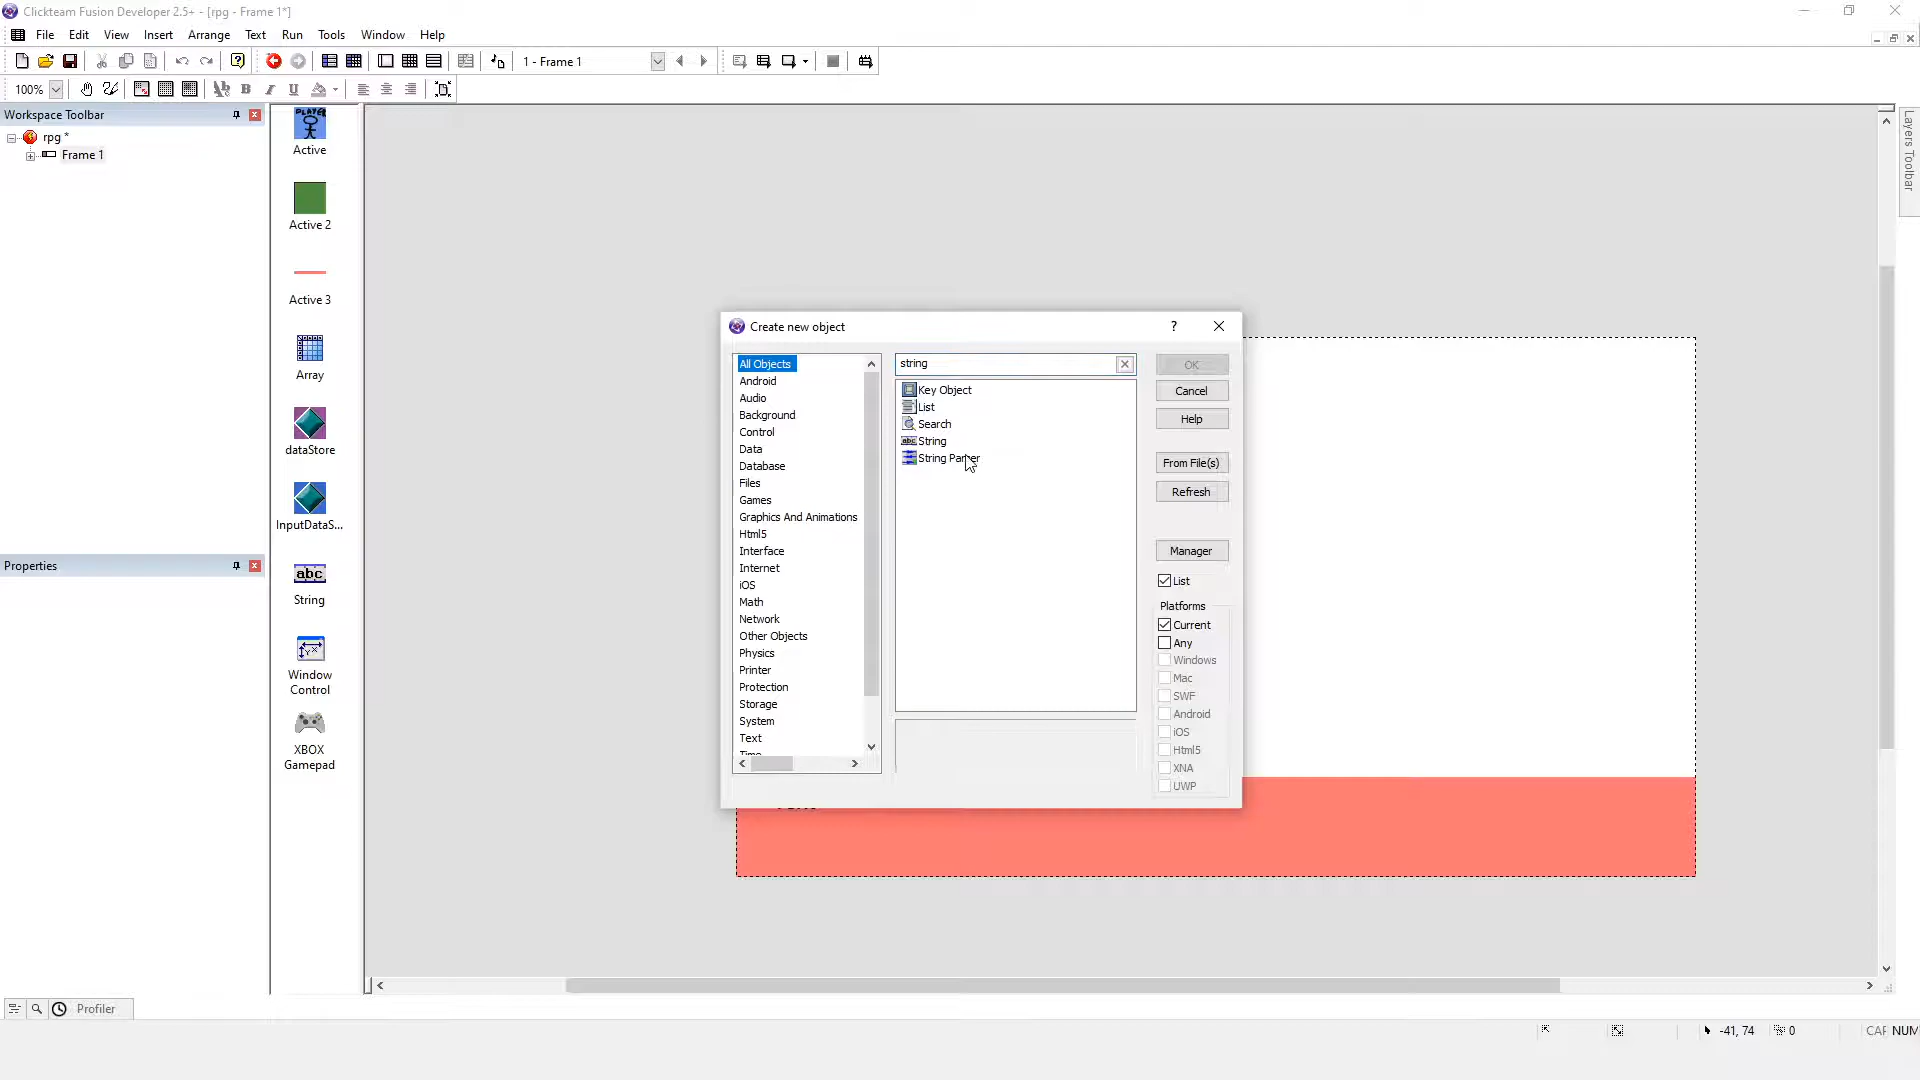 Clickteam Fusion Developer 2.5+ - [rpg - Frame 1*]
File Edit View Insert Arrange Text Run Tools Window Help
1 - Frame 1
100%
Workspace Toolbar
rpg *
Frame 1
Properties
PLAYER
Active
Active 2
Active 3
Array
dataStore
InputDataS...
abc
String
Window
Control
XBOX
Gamepad
Layers Toolbar
Create new object
All Objects
Android
Audio
Background
Control
Data
Database
Files
Games
Graphics And Animations
Html5
Interface
Internet
iOS
Math
Network
Other Objects
Physics
Printer
Protection
Storage
System
Text
Time
string
Key Object
List
Search
String
String Parser
OK
Cancel
Help
From File(s)
Refresh
Manager
List
Platforms
Current
Any
Windows
Mac
SWF
Android
iOS
Html5
XNA
UWP
Profiler
-41, 74
0
CAP NUM